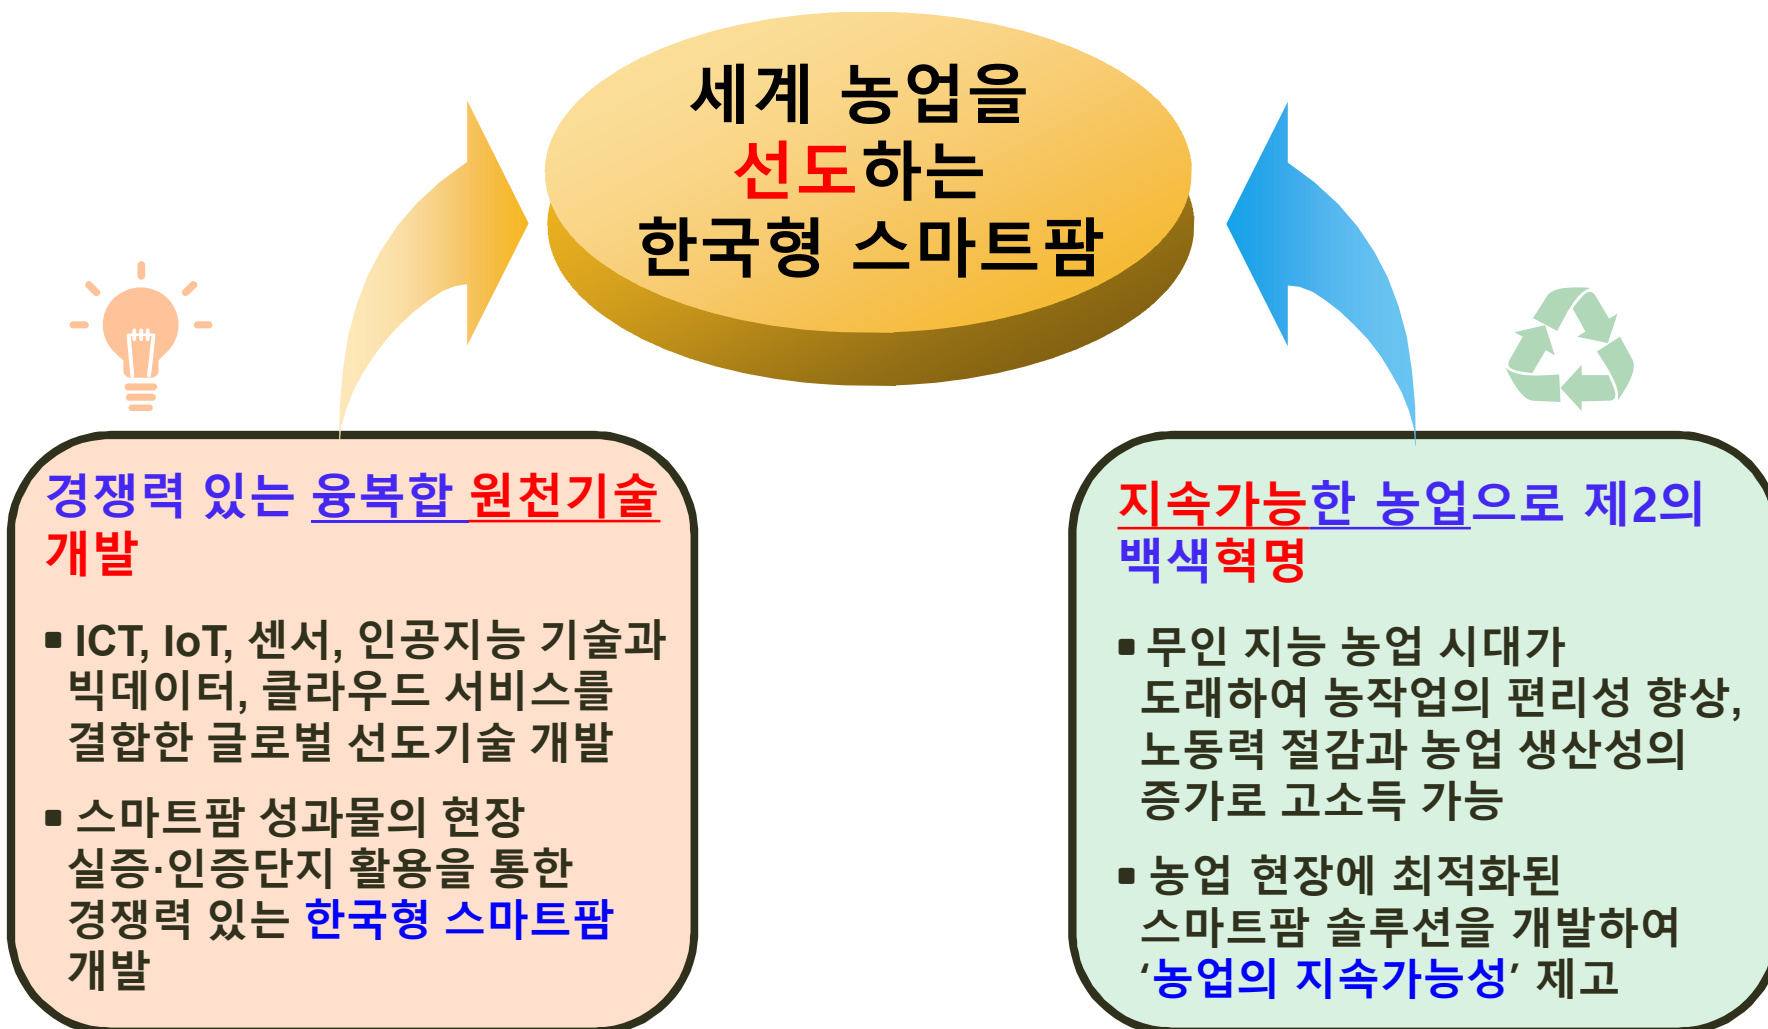 세계 농업을
선도하는
한국형 스마트팜
경쟁력 있는 융복합 원천기술
개발
▪ ICT, IoT, 센서, 인공지능 기술과
빅데이터, 클라우드 서비스를
결합한 글로벌 선도기술 개발
▪ 스마트팜 성과물의 현장
실증·인증단지 활용을 통한
경쟁력 있는 한국형 스마트팜
개발
지속가능한 농업으로 제2의
백색혁명
▪ 무인 지능 농업 시대가
도래하여 농작업의 편리성 향상,
노동력 절감과 농업 생산성의
증가로 고소득 가능
▪ 농업 현장에 최적화된
스마트팜 솔루션을 개발하여
‘농업의 지속가능성’ 제고